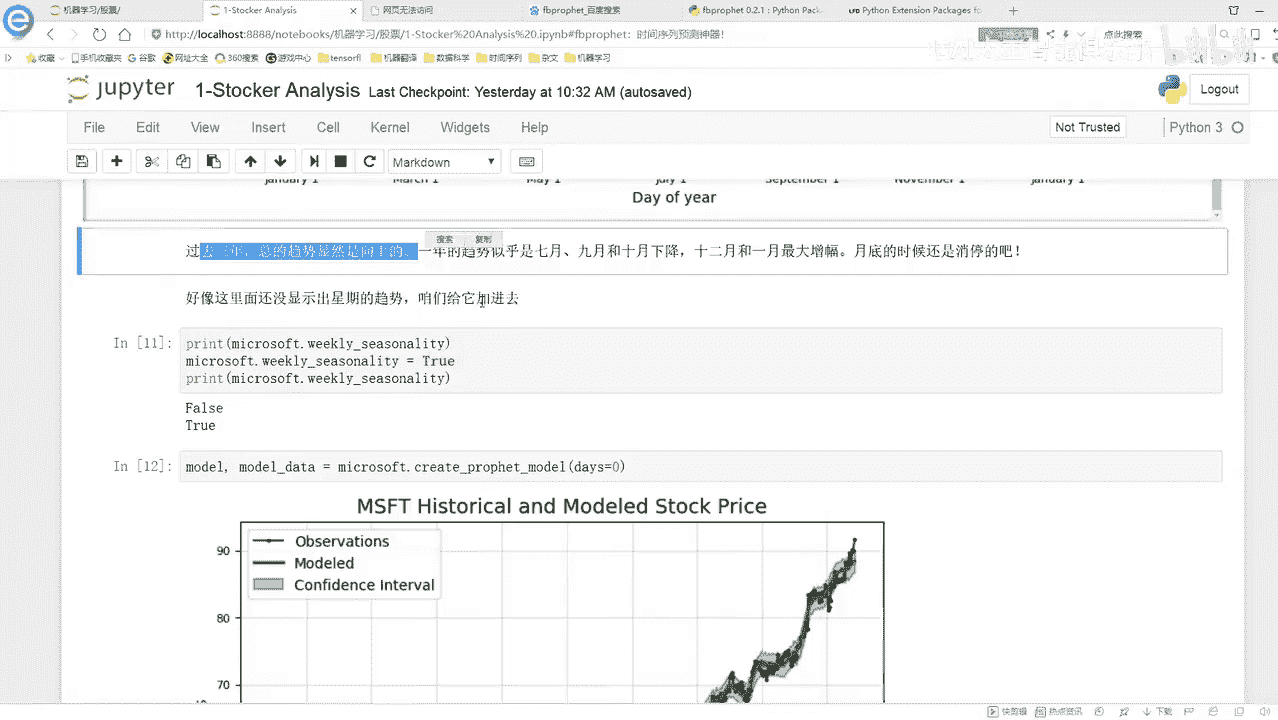 机器学习/股票/
1-Stocker Analysis
网页无法访问
fbprophet_百度搜索
fbprophet 0.2.1 : Python Pack
Python Extension Packages fo
http://localhost:8888/notebooks/机器学习/股票/1-Stocker%20Analysis%20.ipynb#fbprophet: 时间序列预测神器!
点此搜索
收藏 手机收藏夹 谷歌 网址大全 360搜索 游戏中心 tensorfl 机器翻译 数据科学 时间序列 杂文 机器学习
jupyter 1-Stocker Analysis Last Checkpoint: Yesterday at 10:32 AM (autosaved)
Logout
File Edit View Insert Cell Kernel Widgets Help
Not Trusted
Python 3
Markdown
January 1 March 1 May 1 July 1 September 1 November 1 January 1
Day of year
搜索 复制
过去三年,总的趋势显然是向上的、一年的趋势似乎是七月、九月和十月下降,十二月和一月最大增幅。月底的时候还是消停的吧!
好像这里面还没显示出星期的趋势,咱们给它加进去
In [11]: print(microsoft.weekly_seasonality)
microsoft.weekly_seasonality = True
print(microsoft.weekly_seasonality)
False
True
In [12]: model, model_data = microsoft.create_prophet_model(days=0)
MSFT Historical and Modeled Stock Price
Observations
Modeled
Confidence Interval
90
80
70
快剪辑 热点资讯 下载